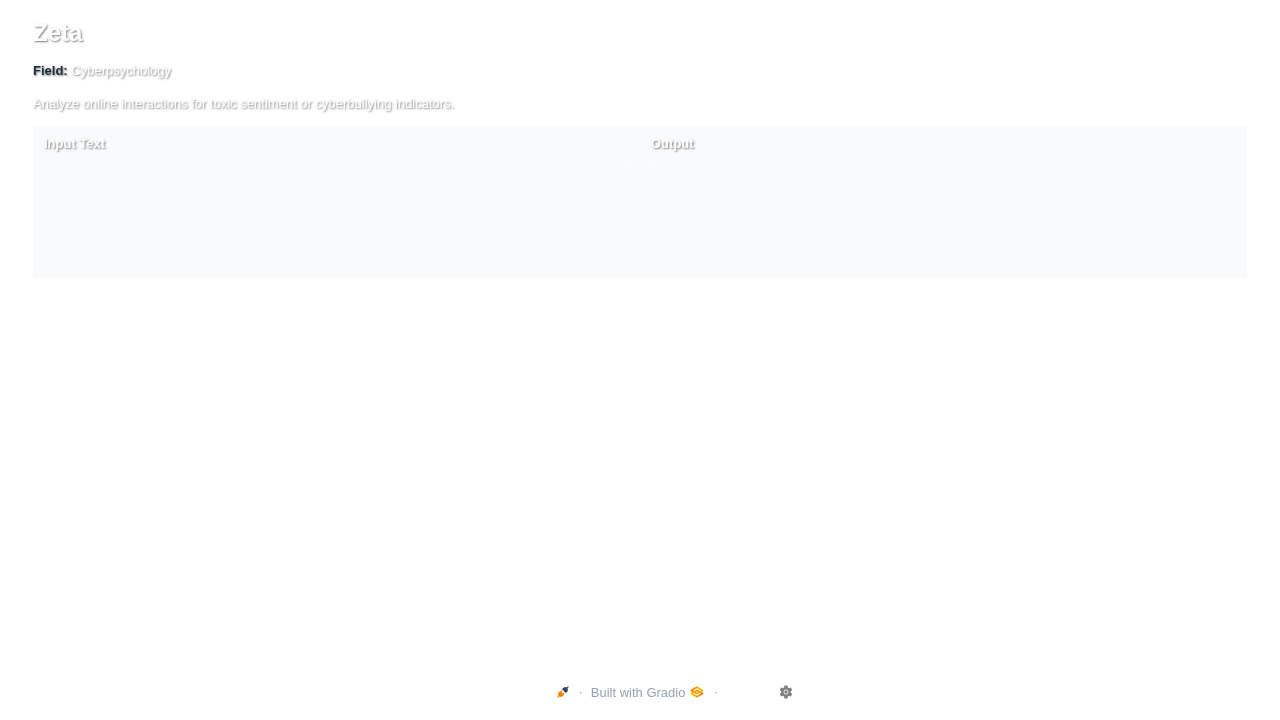 Zeta
Field: Cyberpsychology
Analyze online interactions for toxic sentiment or cyberbullying indicators.
Input Text
Output
· Built with Gradio ·